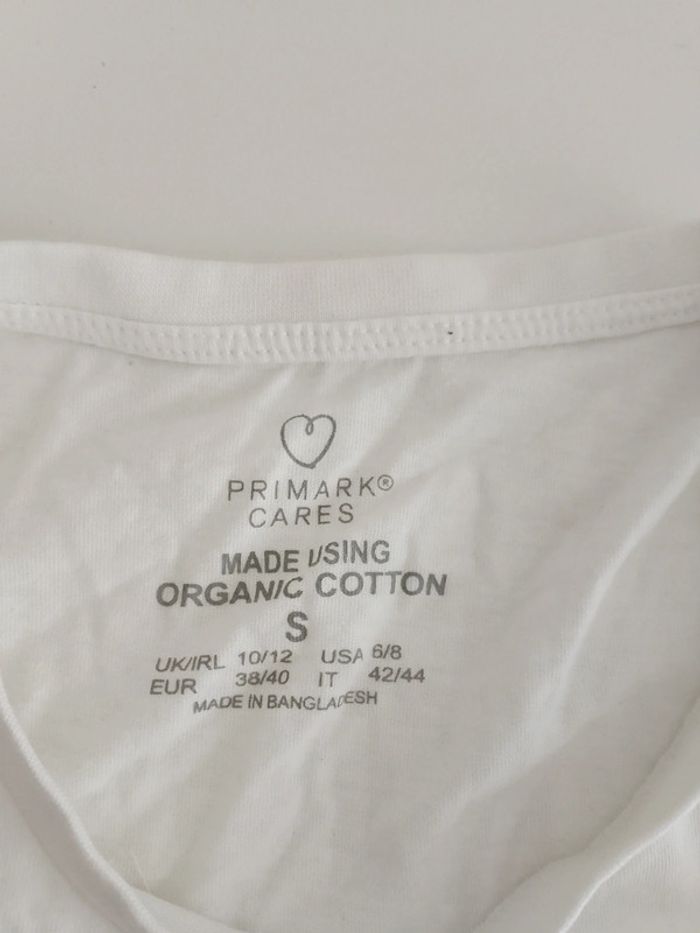 PRIMARK®
CARES
MADE USING
ORGANIC COTTON
S
UK/IRL 10/12 USA 6/8
EUR 38/40 IT 42/44
MADE IN BANGLADESH